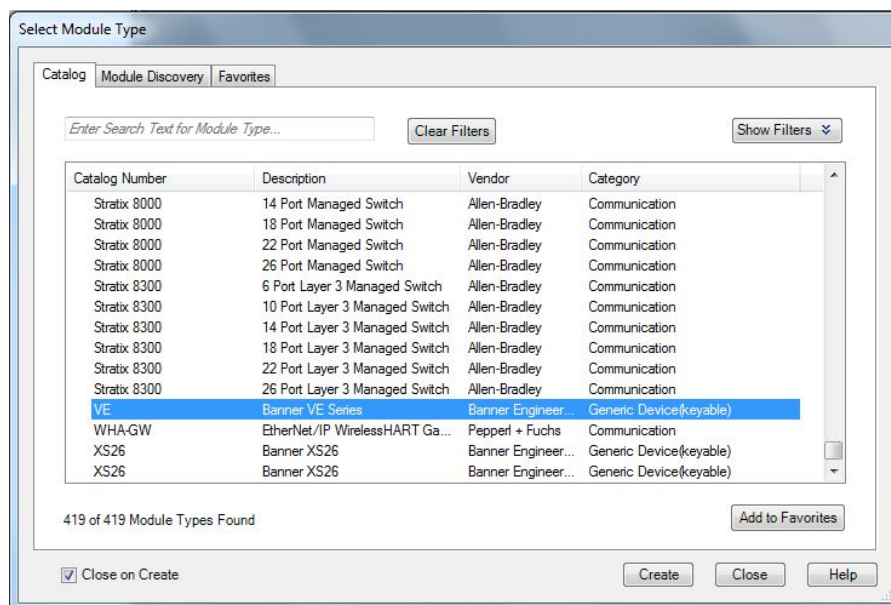 Select Module Type
Catalog Module Discovery Favorites
Enter Search Text for Module Type... Clear Filters Show Filters
Catalog Number Description Vendor Category
Stratix 8000 14 Port Managed Switch Allen-Bradley Communication
Stratix 8000 18 Port Managed Switch Allen-Bradley Communication
Stratix 8000 22 Port Managed Switch Allen-Bradley Communication
Stratix 8000 26 Port Managed Switch Allen-Bradley Communication
Stratix 8300 6 Port Layer 3 Managed Switch Allen-Bradley Communication
Stratix 8300 10 Port Layer 3 Managed Switch Allen-Bradley Communication
Stratix 8300 14 Port Layer 3 Managed Switch Allen-Bradley Communication
Stratix 8300 18 Port Layer 3 Managed Switch Allen-Bradley Communication
Stratix 8300 22 Port Layer 3 Managed Switch Allen-Bradley Communication
Stratix 8300 26 Port Layer 3 Managed Switch Allen-Bradley Communication
VE Banner VE Series Banner Engineer... Generic Device(keyable)
WHA-GW EtherNet/IP WirelessHART Ga... Pepperl + Fuchs Communication
XS26 Banner XS26 Banner Engineer... Generic Device(keyable)
XS26 Banner XS26 Banner Engineer... Generic Device(keyable)
419 of 419 Module Types Found Add to Favorites
Close on Create Create Close Help